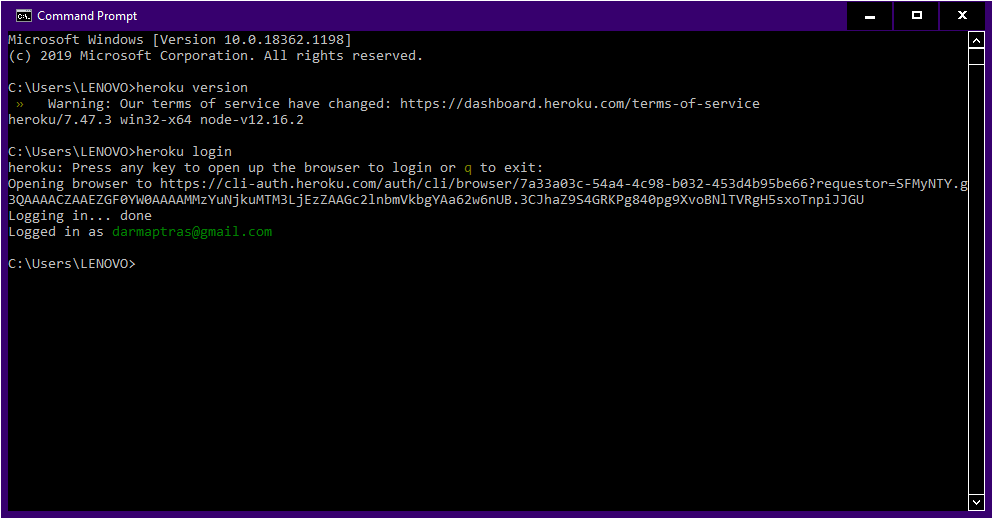 Command Prompt
Microsoft Windows [Version 10.0.18362.1198]
(c) 2019 Microsoft Corporation. All rights reserved.
C:\Users\LENOVO>heroku version
» Warning: Our terms of service have changed: https://dashboard.heroku.com/terms-of-service
heroku/7.47.3 win32-x64 node-v12.16.2
C:\Users\LENOVO>heroku login
heroku: Press any key to open up the browser to login or q to exit:
Opening browser to https://cli-auth.heroku.com/auth/cli/browser/7a33a03c-54a4-4c98-b032-453d4b95be66?requestor=SFMyNTY.g
3QAAAACZAAEZGF0YW0AAAAMMzYuNjkuMTM3LjEzZAAGc2lnbmVkbgYAa62w6nUB.3CJhaZ9S4GRKPg840pg9XvoBNlTVRgH5sxoTnpiJJGU
Logging in... done
Logged in as darmaptras@gmail.com
C:\Users\LENOVO>